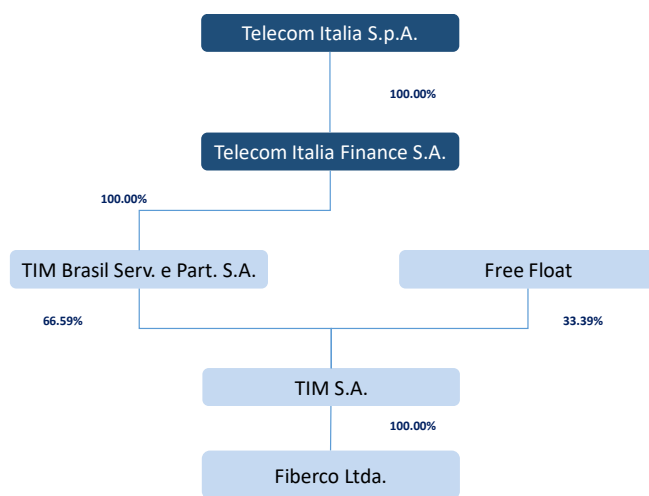 Telecom Italia S.p.A.
100.00%
Telecom Italia Finance S.A.
100.00%
TIM Brasil Serv. e Part. S.A.
Free Float
66.59%
33.39%
TIM S.A.
100.00%
Fiberco Ltda.